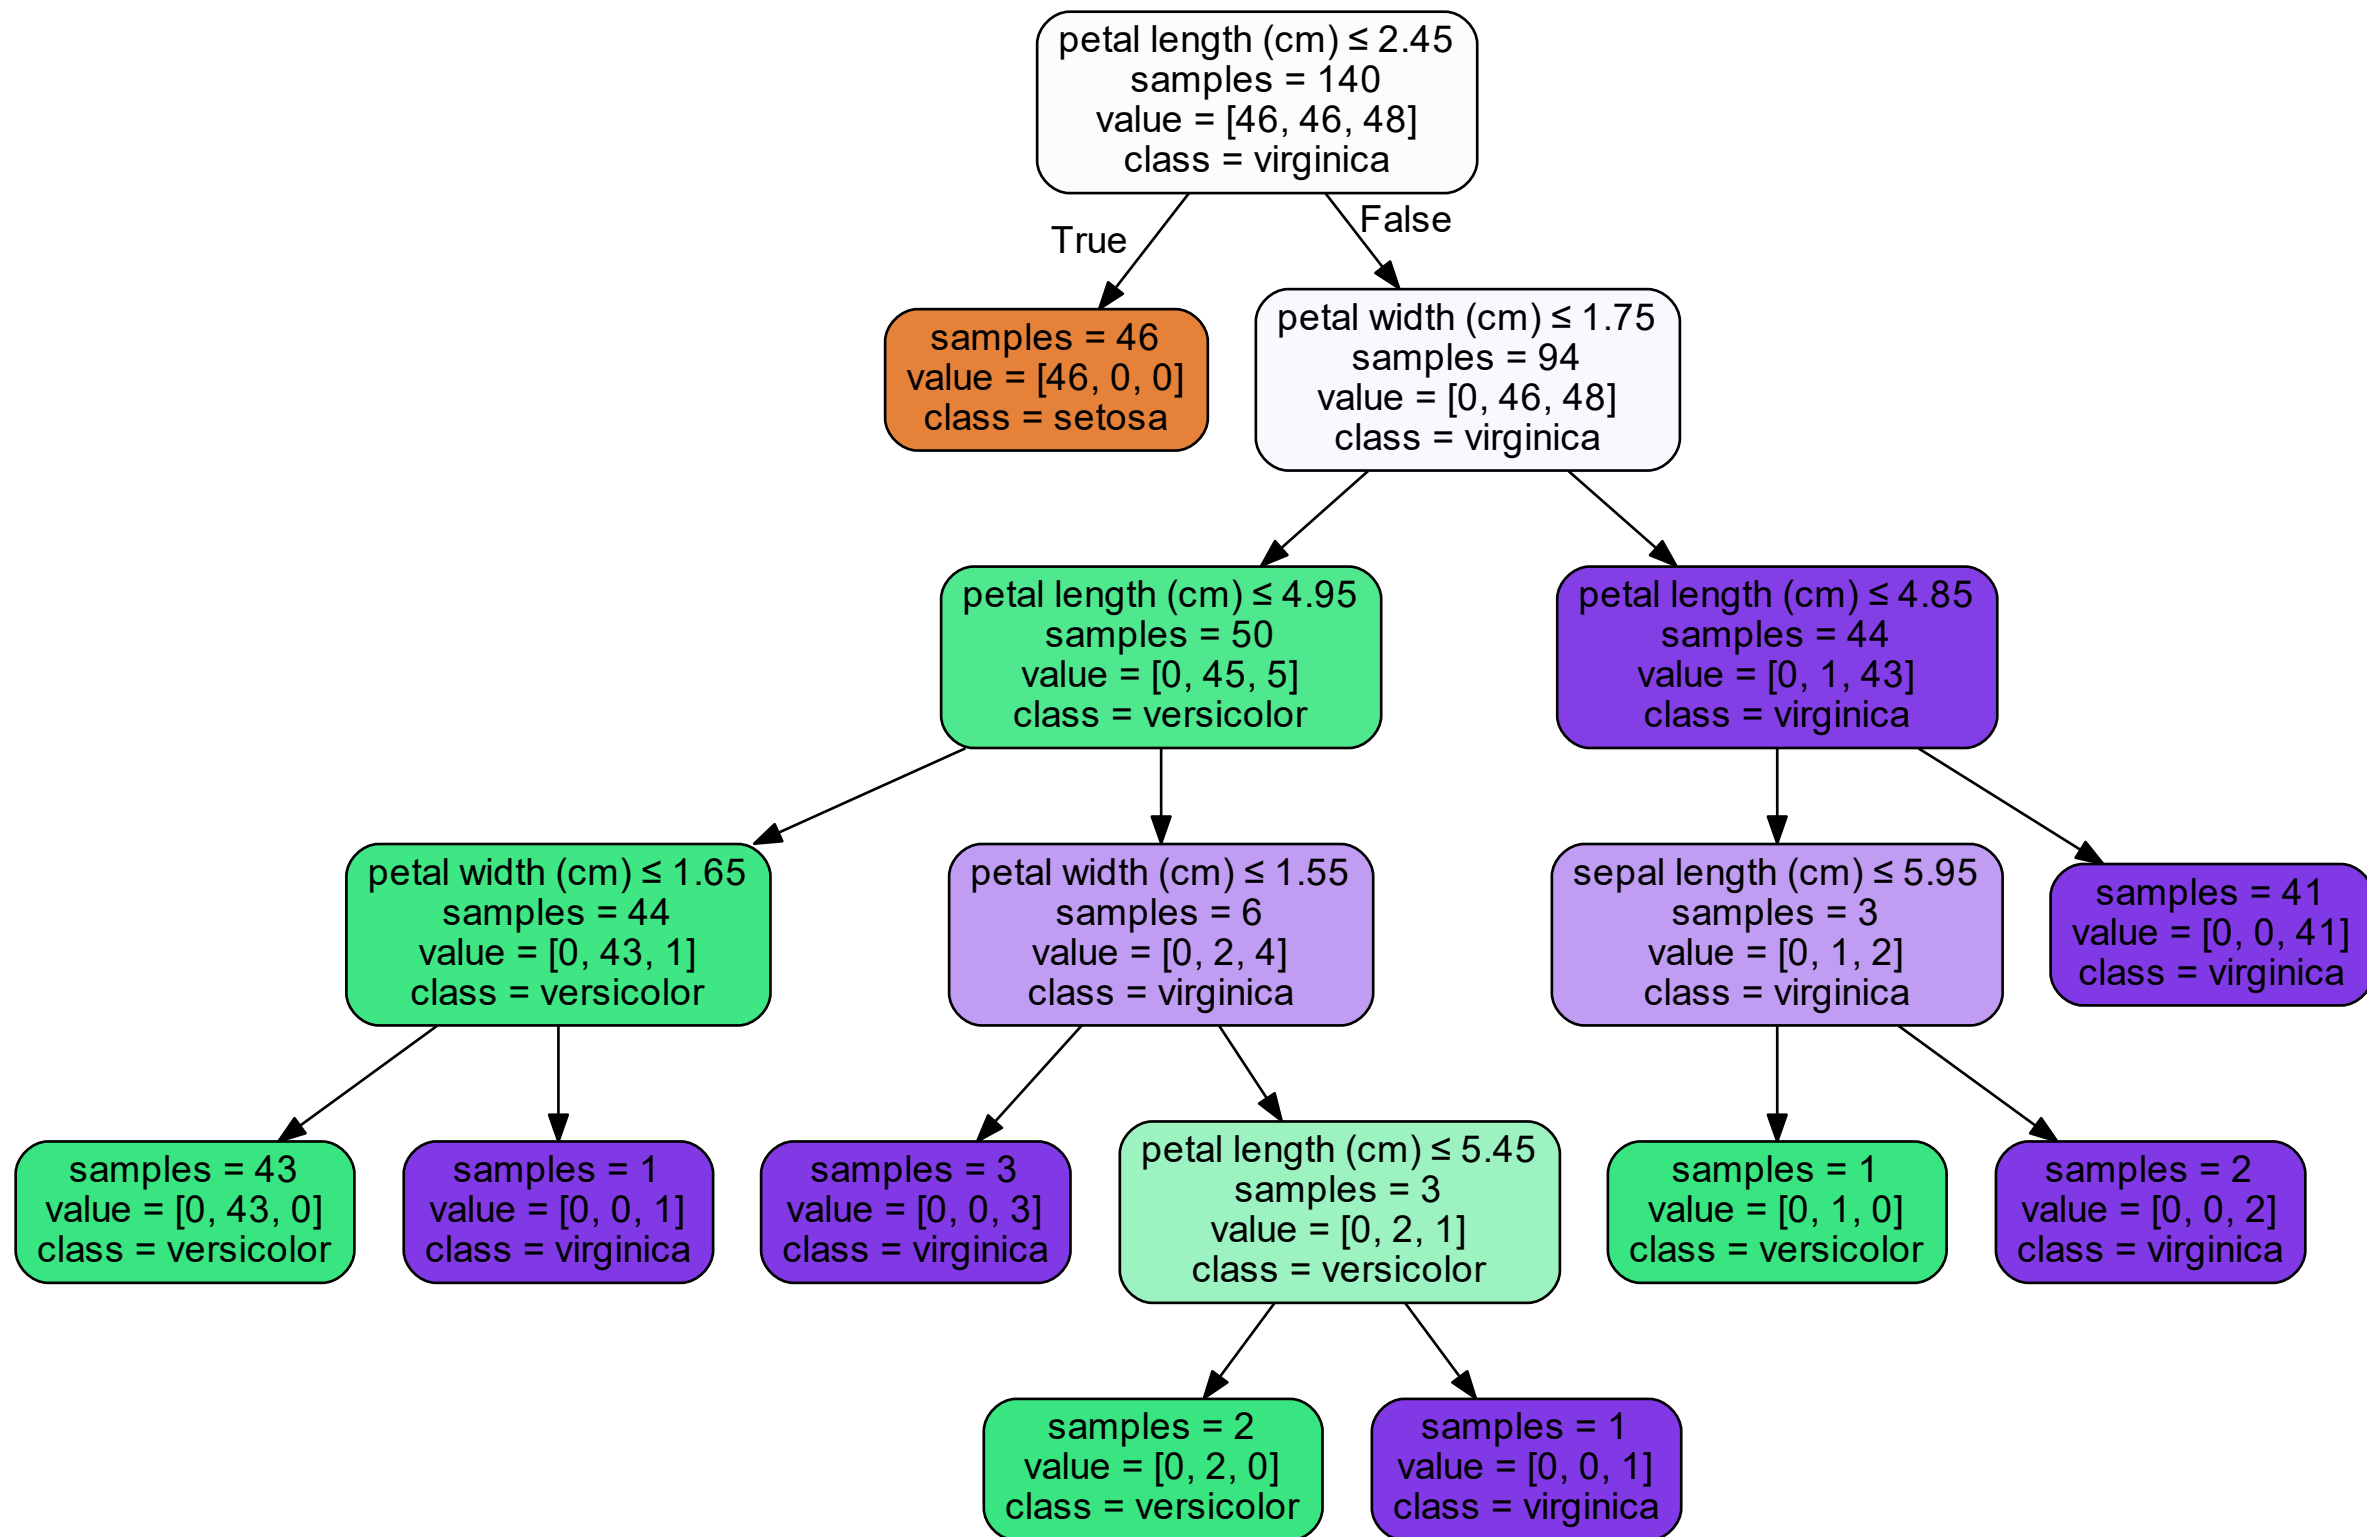 petal length (cm) ≤ 2.45
samples = 140
value = [46, 46, 48]
class = virginica
True
False
samples = 46
value = [46, 0, 0]
class = setosa
petal width (cm) ≤ 1.75
samples = 94
value = [0, 46, 48]
class = virginica
petal length (cm) ≤ 4.95
samples = 50
value = [0, 45, 5]
class = versicolor
petal length (cm) ≤ 4.85
samples = 44
value = [0, 1, 43]
class = virginica
petal width (cm) ≤ 1.65
samples = 44
value = [0, 43, 1]
class = versicolor
petal width (cm) ≤ 1.55
samples = 6
value = [0, 2, 4]
class = virginica
sepal length (cm) ≤ 5.95
samples = 3
value = [0, 1, 2]
class = virginica
samples = 41
value = [0, 0, 41]
class = virginica
samples = 43
value = [0, 43, 0]
class = versicolor
samples = 1
value = [0, 0, 1]
class = virginica
samples = 3
value = [0, 0, 3]
class = virginica
petal length (cm) ≤ 5.45
samples = 3
value = [0, 2, 1]
class = versicolor
samples = 1
value = [0, 1, 0]
class = versicolor
samples = 2
value = [0, 0, 2]
class = virginica
samples = 2
value = [0, 2, 0]
class = versicolor
samples = 1
value = [0, 0, 1]
class = virginica